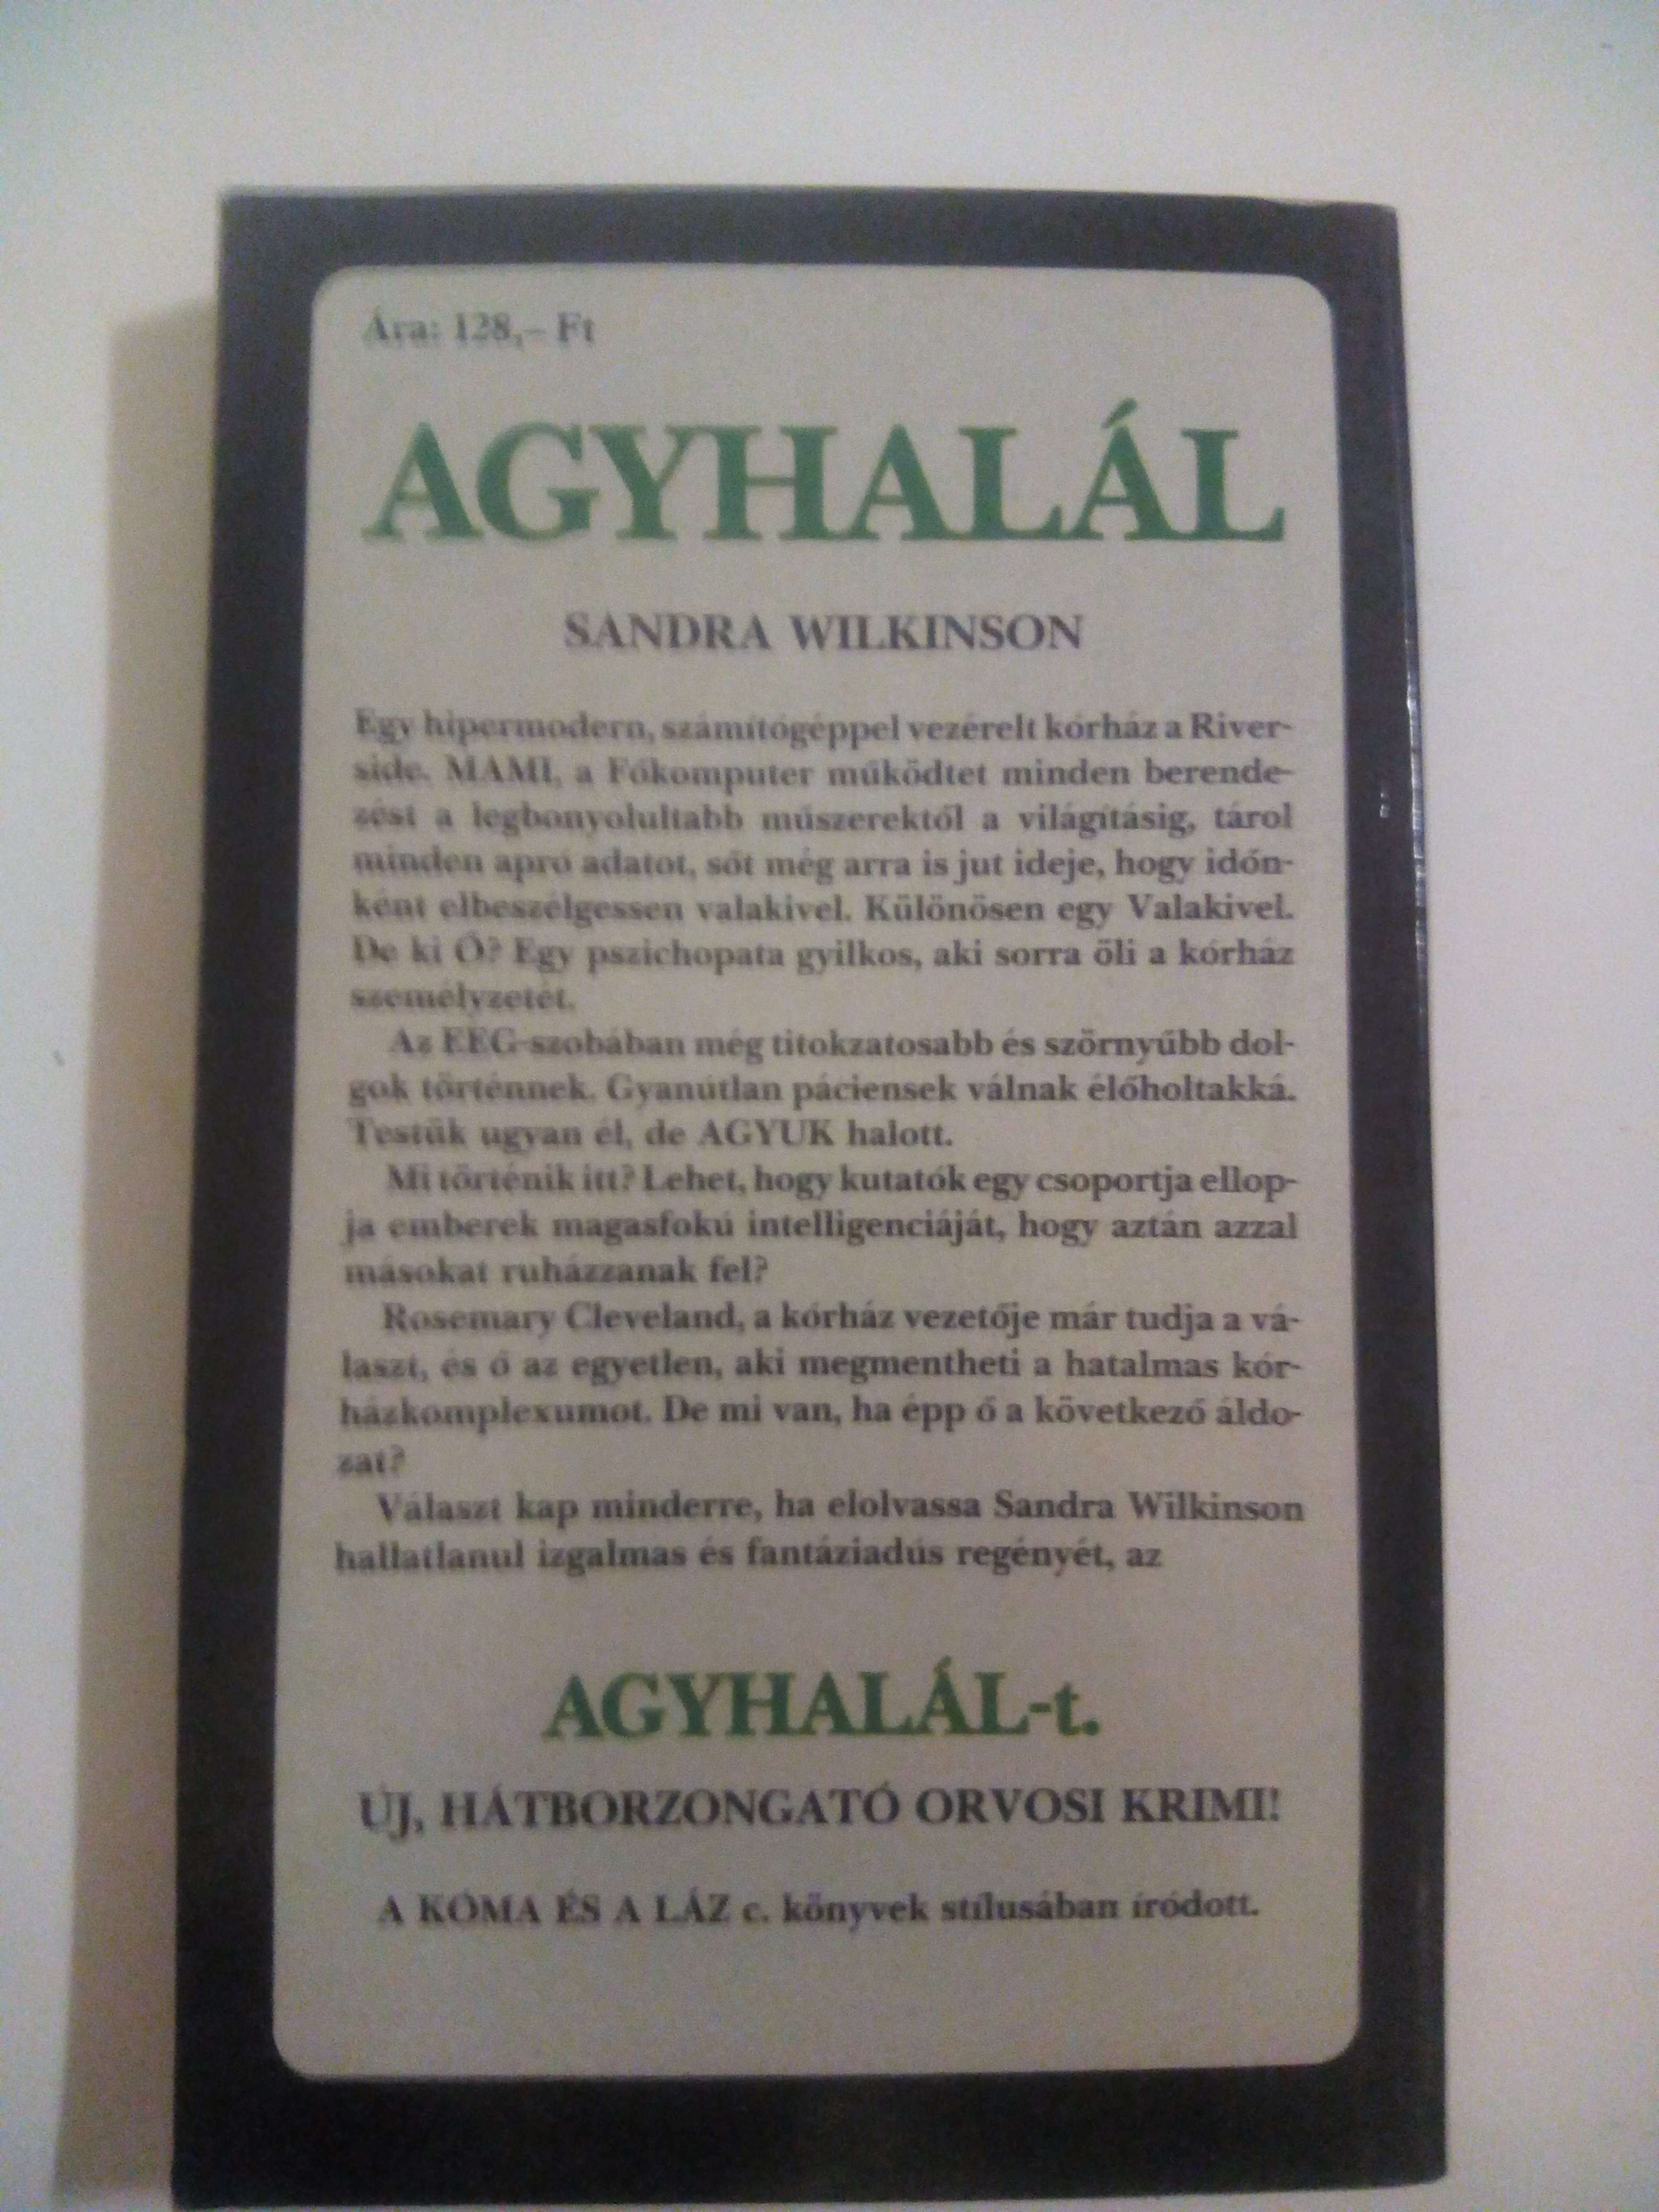 Ára: 128,– Ft
AGYHALÁL
SANDRA WILKINSON
Egy hipermodern, számítógéppel vezérelt kórház a River-
side. MAMI, a Főkomputer működtet minden berende-
zést a legbonyolultabb műszerektől a világításig, tárol
minden apró adatot, sőt még arra is jut ideje, hogy időn-
ként elbeszélgessen valakivel. Különösen egy Valakivel.
De ki Ő? Egy pszichopata gyilkos, aki sorra öli a kórház
személyzetét.
Az EEG-szobában még titokzatosabb és szörnyűbb dol-
gok történnek. Gyanútlan páciensek válnak élőholtakká.
Testük ugyan él, de AGYUK halott.
Mi történik itt? Lehet, hogy kutatók egy csoportja ellop-
ja emberek magasfokú intelligenciáját, hogy aztán azzal
másokat ruházzanak fel?
Rosemary Cleveland, a kórház vezetője már tudja a vá-
laszt, és ő az egyetlen, aki megmentheti a hatalmas kór-
házkomplexumot. De mi van, ha épp ő a következő áldo-
zat?
Választ kap minderre, ha elolvassa Sandra Wilkinson
hallatlanul izgalmas és fantáziadús regényét, az
AGYHALÁL-t.
ÚJ, HÁTBORZONGATÓ ORVOSI KRIMI!
A KÓMA ÉS A LÁZ c. könyvek stílusában íródott.